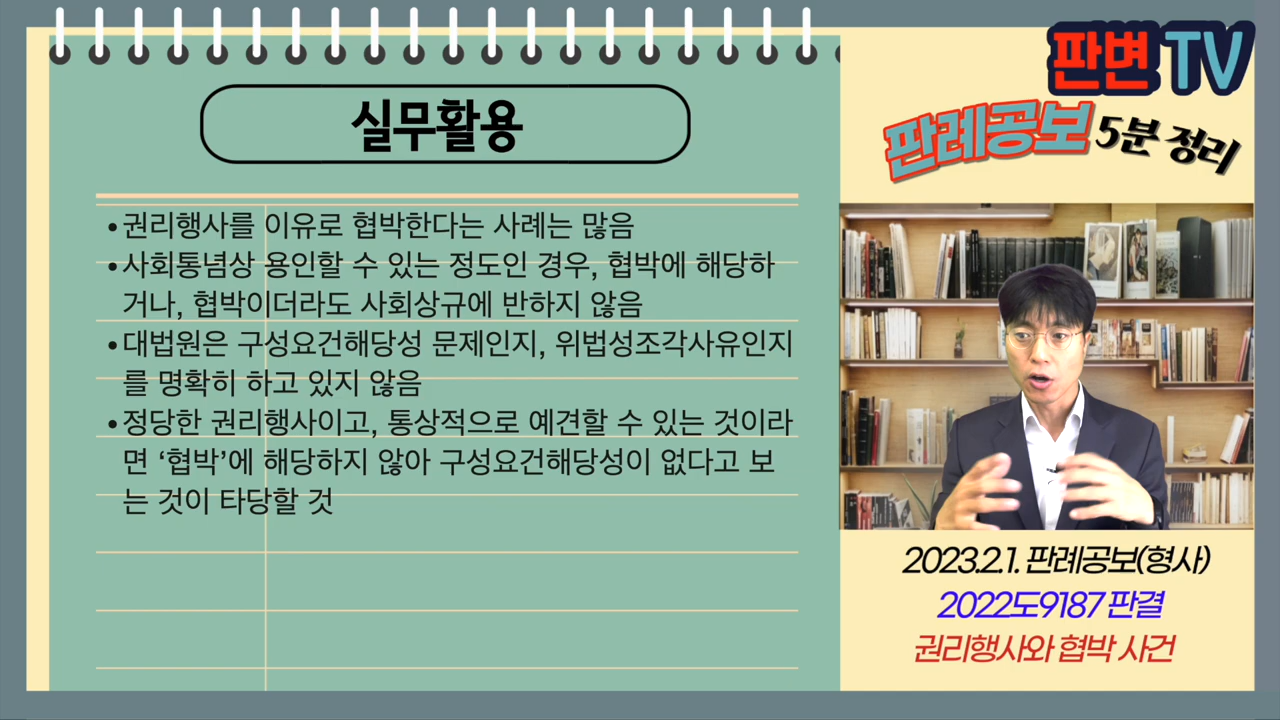 실무활용
•권리행사를 이유로 협박한다는 사례는 많음
•사회통념상 용인할 수 있는 정도인 경우, 협박에 해당하
거나, 협박이더라도 사회상규에 반하지 않음
•대법원은 구성요건해당성 문제인지, 위법성조각사유인지
를 명확히 하고 있지 않음
•정당한 권리행사이고, 통상적으로 예견할 수 있는 것이라
면 ‘협박’에 해당하지 않아 구성요건해당성이 없다고 보
는 것이 타당할 것
판변 TV
판례공보 5분 정리
2023.2.1. 판례공보(형사)
2022도9187 판결
권리행사와 협박 사건